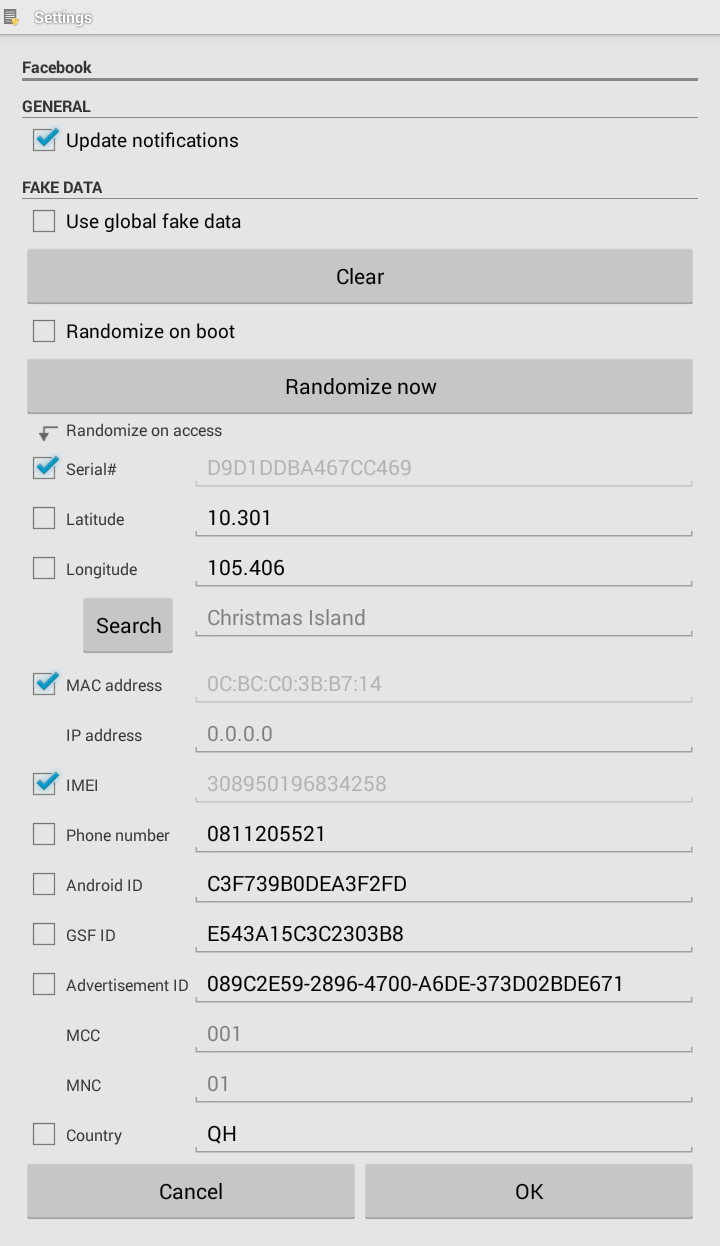 Settings
Facebook
GENERAL
Update notifications
FAKE DATA
Use global fake data
Clear
Randomize on boot
Randomize now
Randomize on access
Serial# D9D1DDBA467CC469
Latitude 10.301
Longitude 105.406
Search Christmas Island
MAC address 0C:BC:C0:3B:B7:14
IP address 0.0.0.0
IMEI 308950196834258
Phone number 0811205521
Android ID C3F739B0DEA3F2FD
GSF ID E543A15C3C2303B8
Advertisement ID 089C2E59-2896-4700-A6DE-373D02BDE671
MCC 001
MNC 01
Country QH
Cancel OK